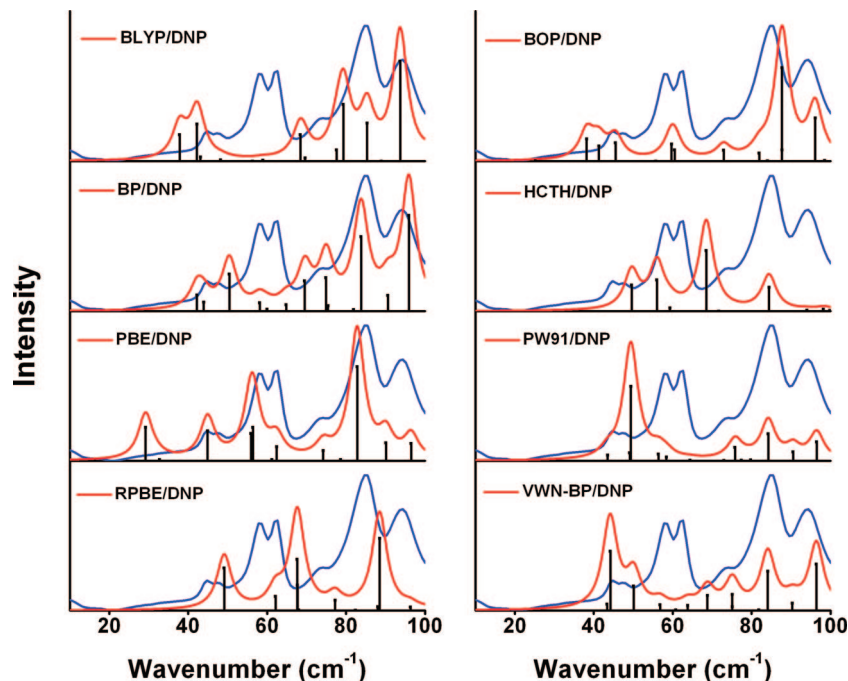 BLYP/DNP
BP/DNP
PBE/DNP
RPBE/DNP
BOP/DNP
HCTH/DNP
PW91/DNP
VWN-BP/DNP
Intensity
20 40 60 80 100
20 40 60 80 100
Wavenumber (cm-1)
Wavenumber (cm-1)